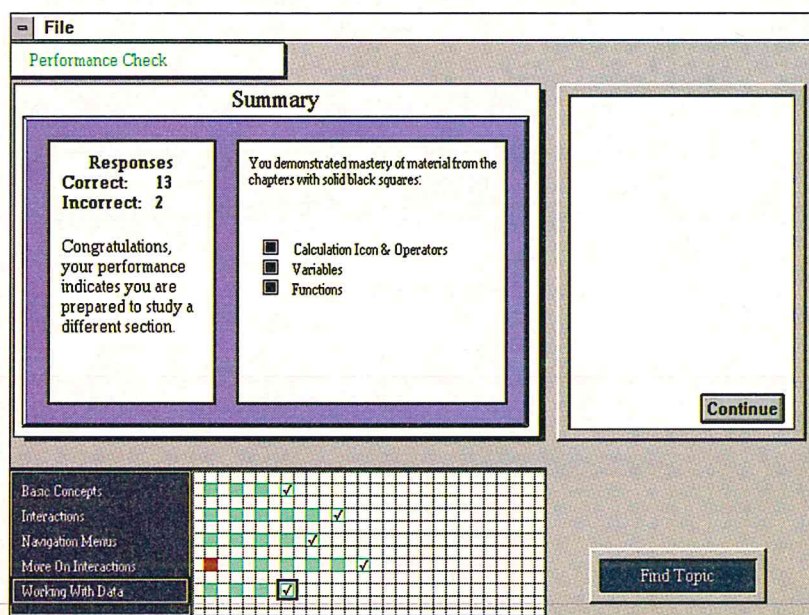 File
Performance Check
Summary
Responses
Correct: 13
Incorrect: 2
Congratulations,
your performance
indicates you are
prepared to study a
different section.
You demonstrated mastery of material from the
chapters with solid black squares:
Calculation Icon & Operators
Variables
Functions
Continue
Basic Concepts
Interactions
Navigation Menus
More On Interactions
Working With Data
Find Topic